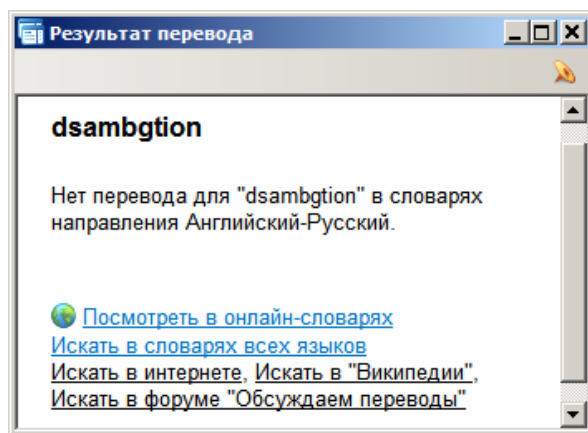 Результат перевода
dsambgtion
Нет перевода для "dsambgtion" в словарях
направления Английский-Русский.
Посмотреть в онлайн-словарях
Искать в словарях всех языков
Искать в интернете, Искать в "Википедии",
Искать в форуме "Обсуждаем переводы"